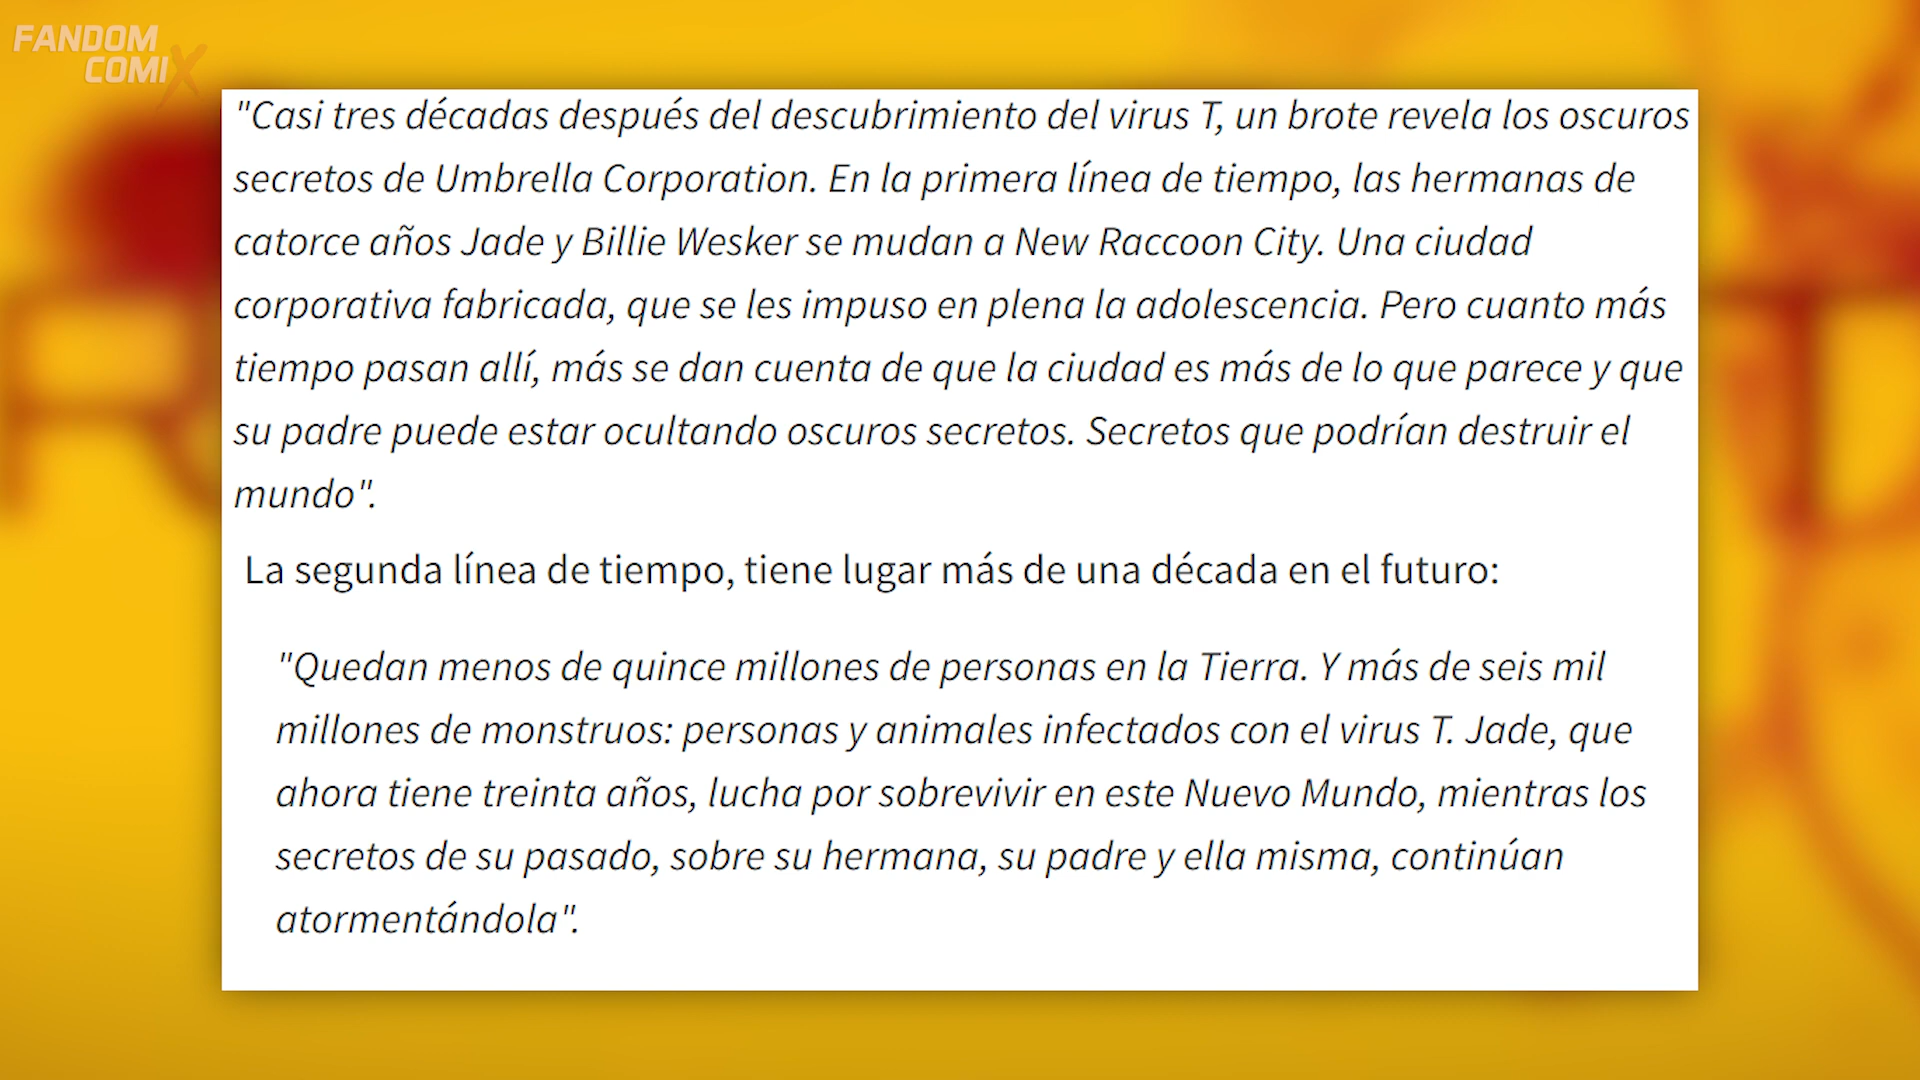 FANDOM
COMIX
"Casi tres décadas después del descubrimiento del virus T, un brote revela los oscuros
secretos de Umbrella Corporation. En la primera línea de tiempo, las hermanas de
catorce años Jade y Billie Wesker se mudan a New Raccoon City. Una ciudad
corporativa fabricada, que se les impuso en plena la adolescencia. Pero cuanto más
tiempo pasan allí, más se dan cuenta de que la ciudad es más de lo que parece y que
su padre puede estar ocultando oscuros secretos. Secretos que podrían destruir el
mundo".
La segunda línea de tiempo, tiene lugar más de una década en el futuro:
"Quedan menos de quince millones de personas en la Tierra. Y más de seis mil
millones de monstruos: personas y animales infectados con el virus T. Jade, que
ahora tiene treinta años, lucha por sobrevivir en este Nuevo Mundo, mientras los
secretos de su pasado, sobre su hermana, su padre y ella misma, continúan
atormentándola".